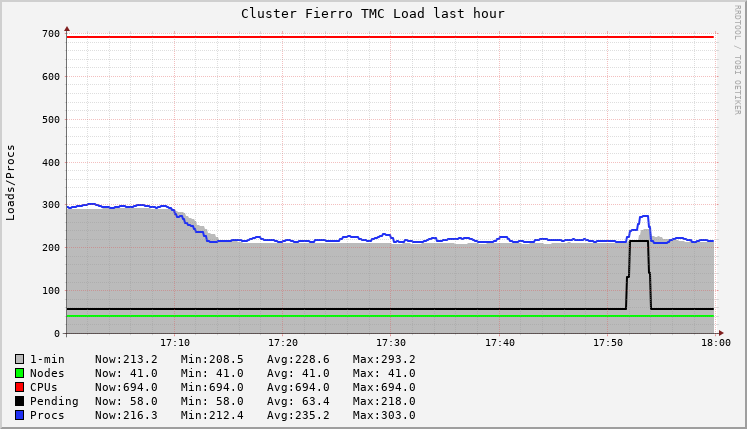 Cluster Fierro TMC Load last hour
RRDTOOL / TOBI OETIKER
Loads/Procs
700
600
500
400
300
200
100
0
17:10 17:20 17:30 17:40 17:50 18:00
1-min Now:213.2 Min:208.5 Avg:228.6 Max:293.2
Nodes Now: 41.0 Min: 41.0 Avg: 41.0 Max: 41.0
CPUs Now:694.0 Min:694.0 Avg:694.0 Max:694.0
Pending Now: 58.0 Min: 58.0 Avg: 63.4 Max:218.0
Procs Now:216.3 Min:212.4 Avg:235.2 Max:303.0